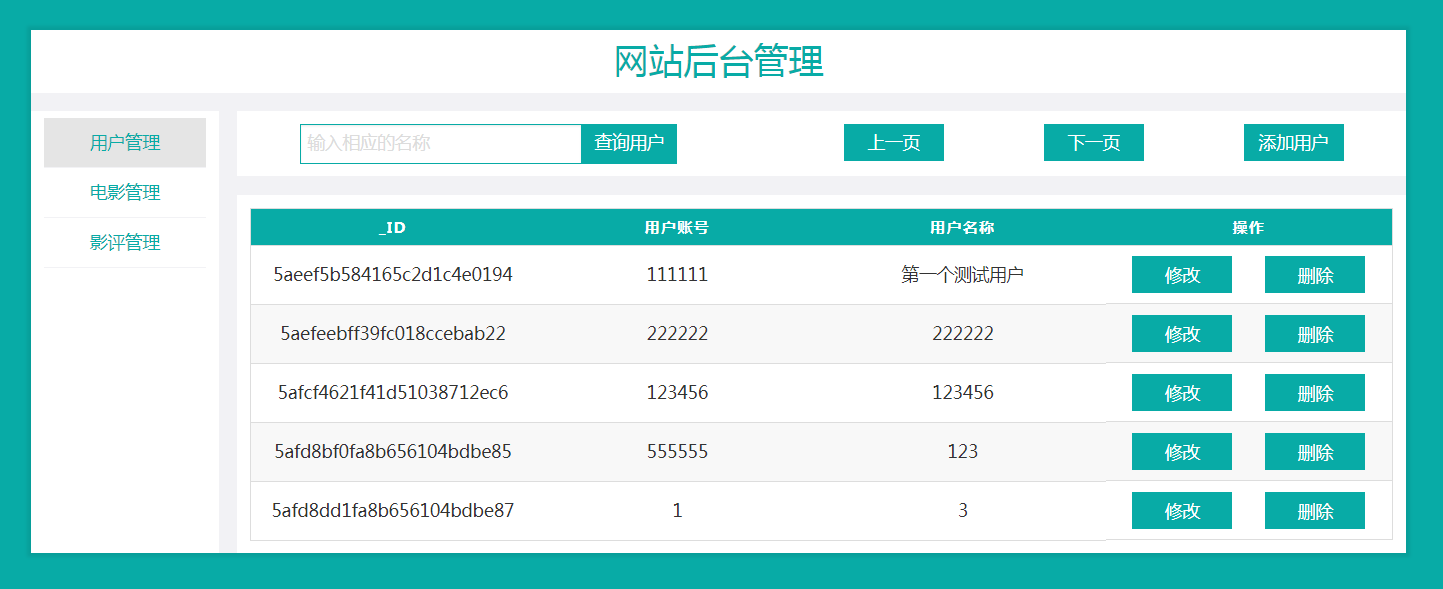 网站后台管理
用户管理
电影管理
影评管理
输入相应的名称 查询用户 上一页 下一页 添加用户
_ID 用户账号 用户名称 操作
5aeef5b584165c2d1c4e0194 111111 第一个测试用户 修改 删除
5aefeebff39fc018ccebab22 222222 222222 修改 删除
5afcf4621f41d51038712ec6 123456 123456 修改 删除
5afd8bf0fa8b656104bdbe85 555555 123 修改 删除
5afd8dd1fa8b656104bdbe87 1 3 修改 删除